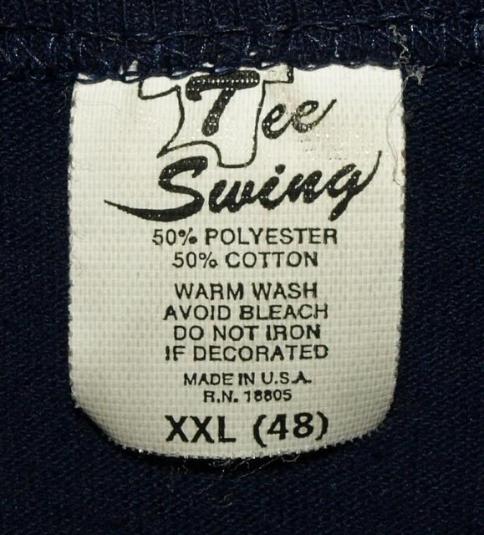 Tee
Swing
50% POLYESTER
50% COTTON
WARM WASH
AVOID BLEACH
DO NOT IRON
IF DECORATED
MADE IN U.S.A.
R.N. 18805
XXL (48)